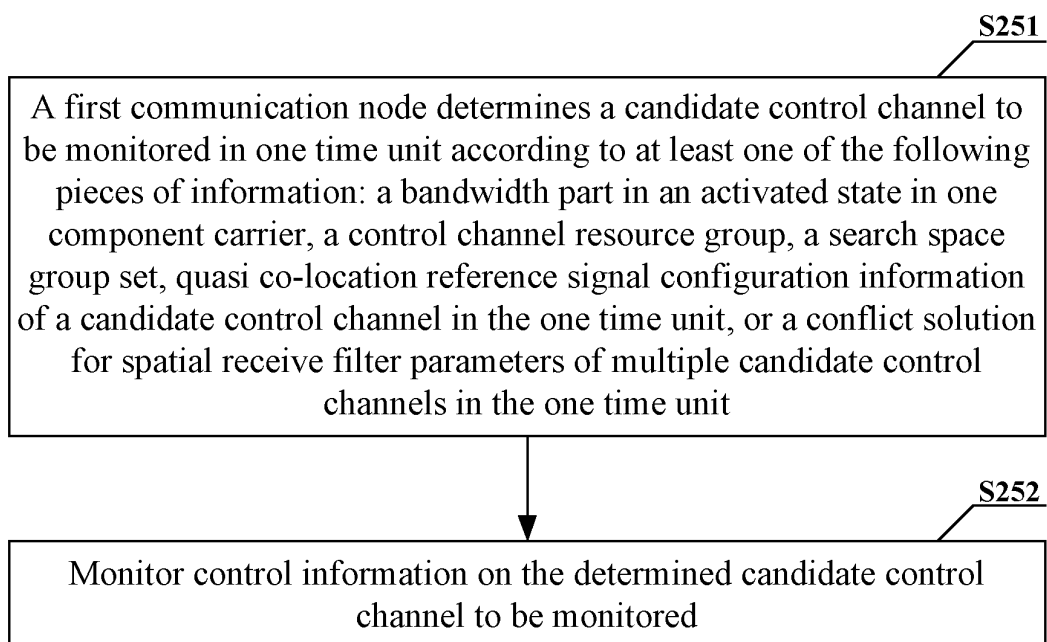 S251
A first communication node determines a candidate control channel to
be monitored in one time unit according to at least one of the following
pieces of information: a bandwidth part in an activated state in one
component carrier, a control channel resource group, a search space
group set, quasi co-location reference signal configuration information
of a candidate control channel in the one time unit, or a conflict solution
for spatial receive filter parameters of multiple candidate control
channels in the one time unit
S252
Monitor control information on the determined candidate control
channel to be monitored